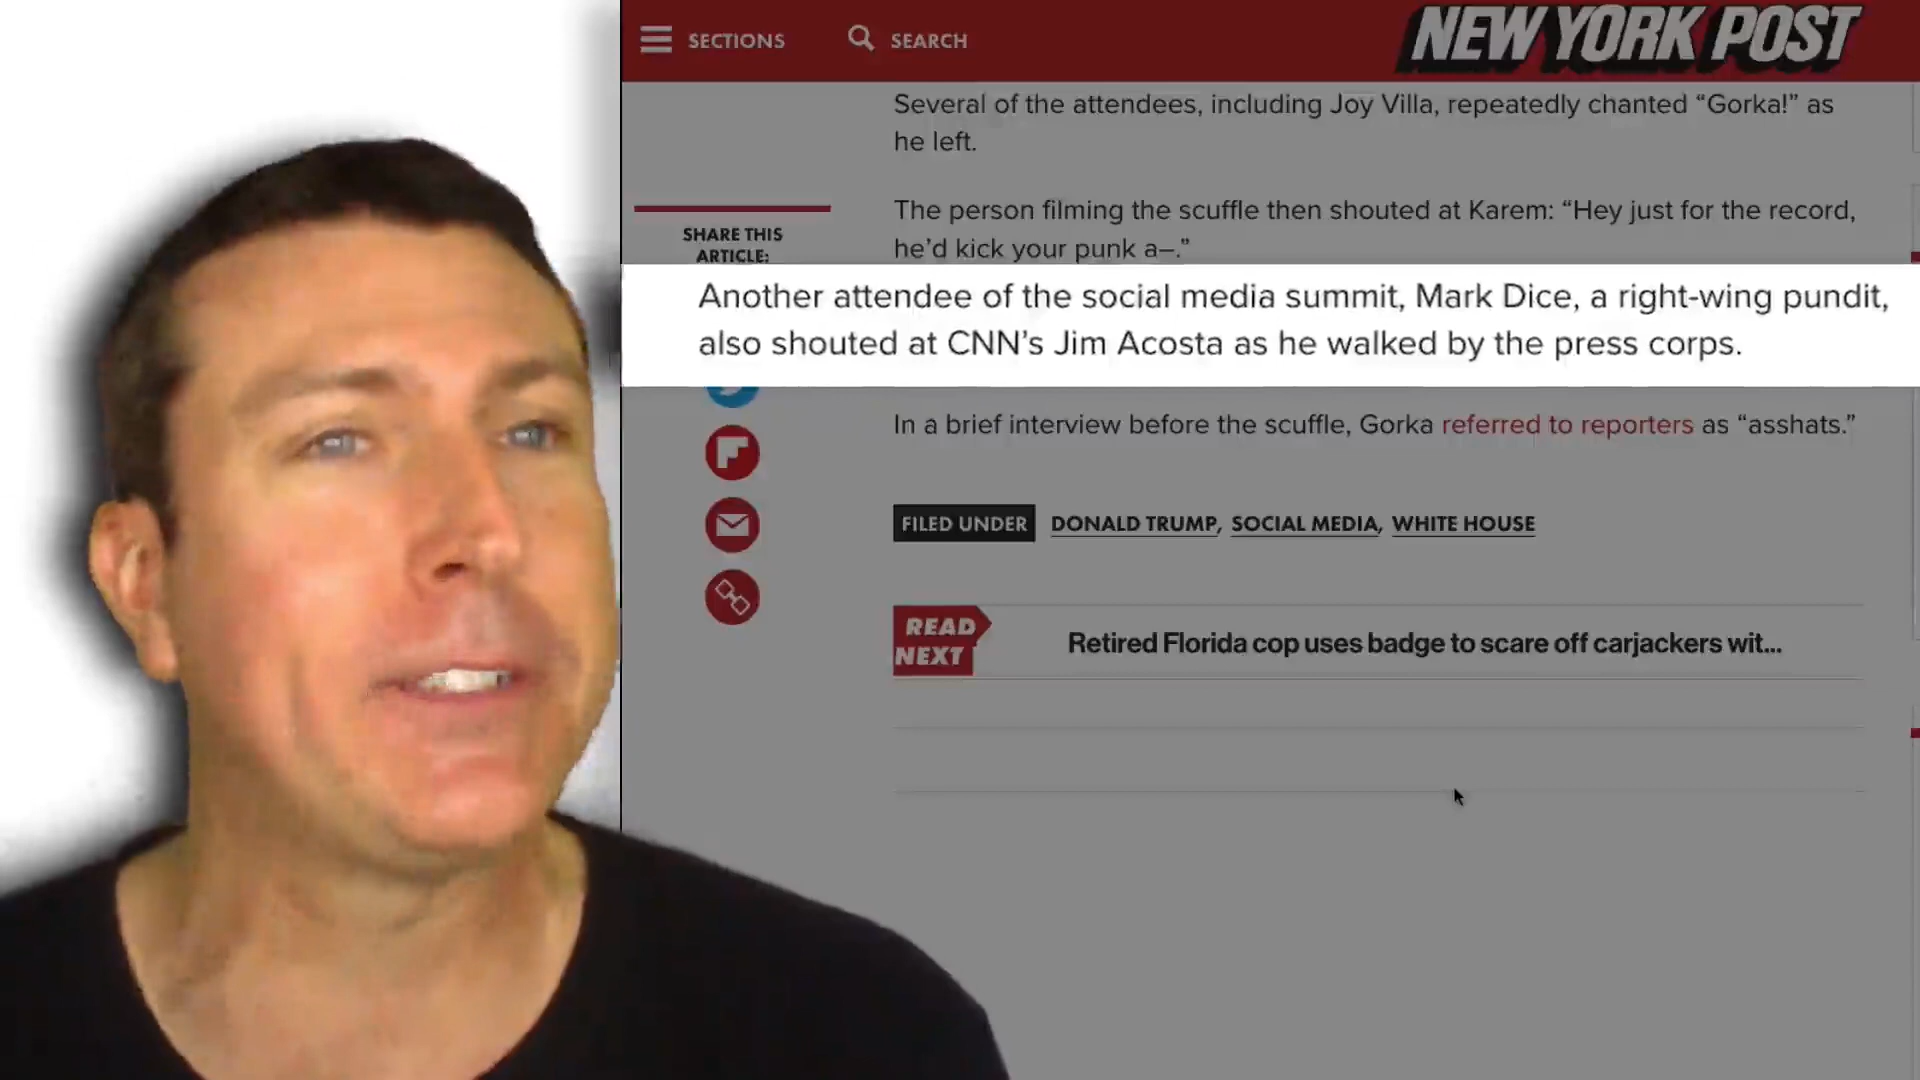 SECTIONS
SEARCH
NEW YORK POST
Several of the attendees, including Joy Villa, repeatedly chanted “Gorka!” as
he left.
SHARE THIS
ARTICLE:
The person filming the scuffle then shouted at Karem: “Hey just for the record,
he’d kick your punk a–.”
Another attendee of the social media summit, Mark Dice, a right-wing pundit,
also shouted at CNN’s Jim Acosta as he walked by the press corps.
In a brief interview before the scuffle, Gorka referred to reporters as “asshats.”
FILED UNDER DONALD TRUMP, SOCIAL MEDIA, WHITE HOUSE
READ
NEXT
Retired Florida cop uses badge to scare off carjackers wit...